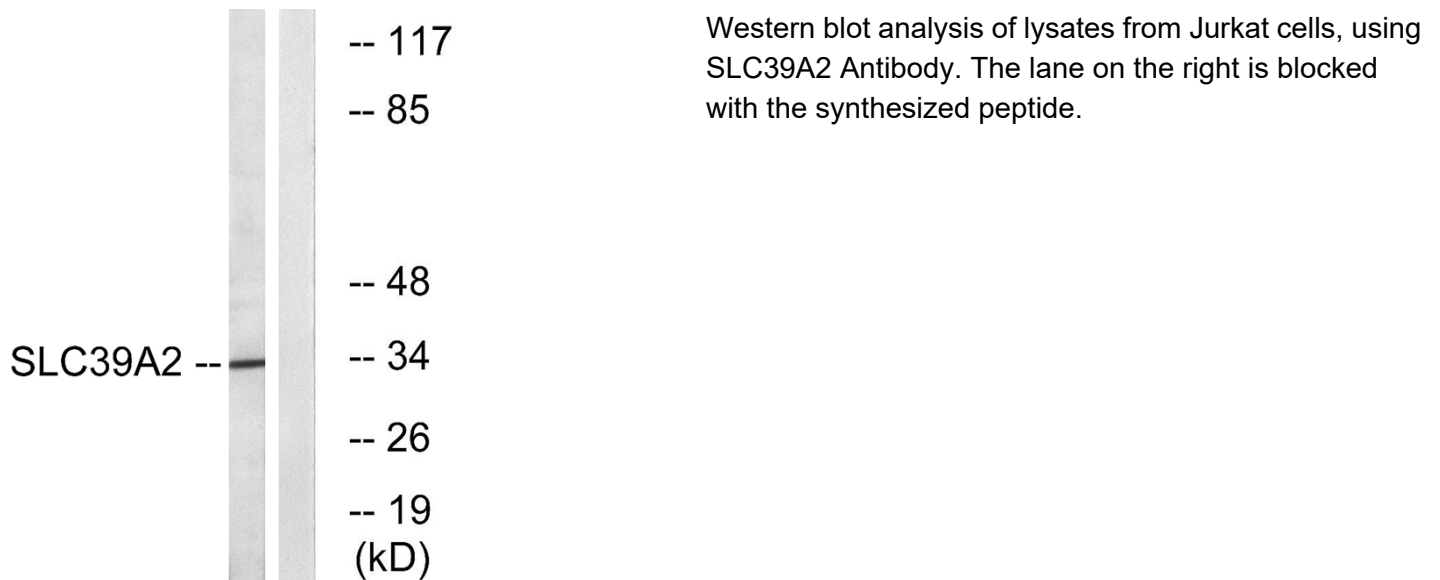 -- 117
-- 85
-- 48
SLC39A2 --
-- 34
-- 26
-- 19
(kD)
Western blot analysis of lysates from Jurkat cells, using
SLC39A2 Antibody. The lane on the right is blocked
with the synthesized peptide.